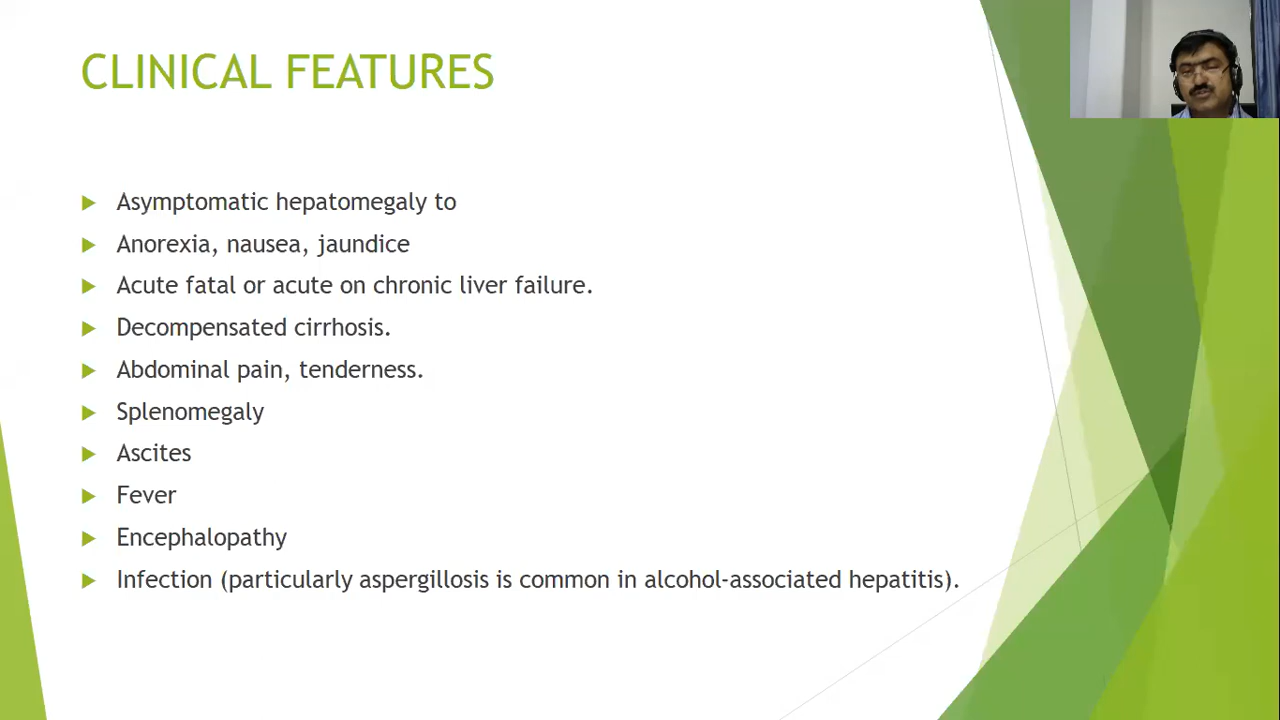 CLINICAL FEATURES
Asymptomatic hepatomegaly to
Anorexia, nausea, jaundice
Acute fatal or acute on chronic liver failure.
Decompensated cirrhosis.
Abdominal pain, tenderness.
Splenomegaly
Ascites
Fever
Encephalopathy
Infection (particularly aspergillosis is common in alcohol-associated hepatitis).